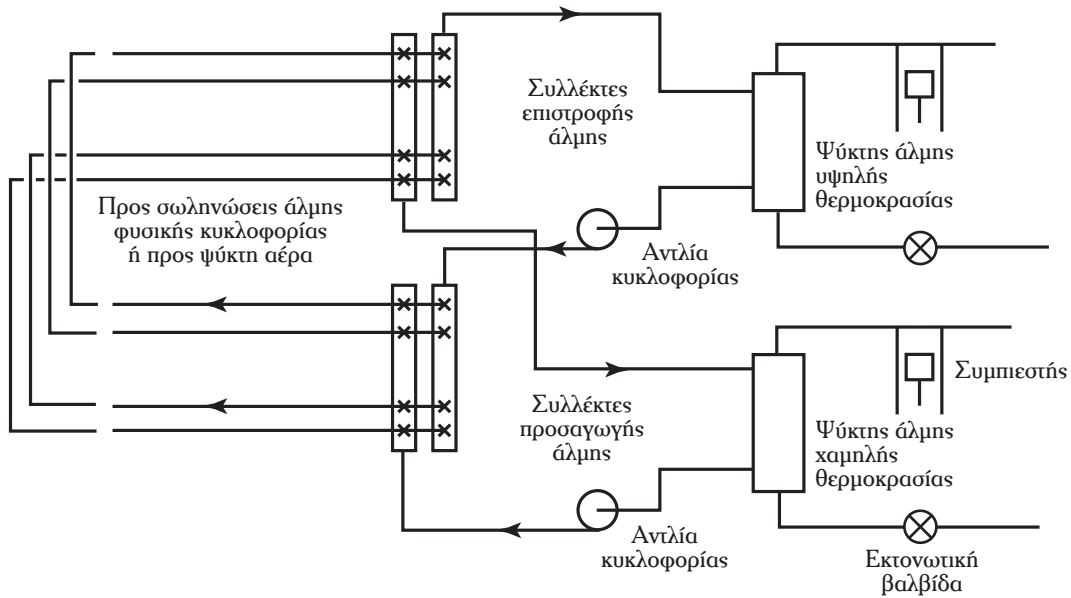 Συλλέκτες
επιστροφής
άλμης
Ψύκτης άλμης
υψηλής
θερμοκρασίας
Προς σωληνώσεις άλμης
φυσικής κυκλοφορίας
ή προς ψύκτη αέρα
Αντλία
κυκλοφορίας
Συμπιεστής
Συλλέκτες
προσαγωγής
άλμης
Ψύκτης άλμης
χαμηλής
θερμοκρασίας
Αντλία
κυκλοφορίας
Εκτονωτική
βαλβίδα